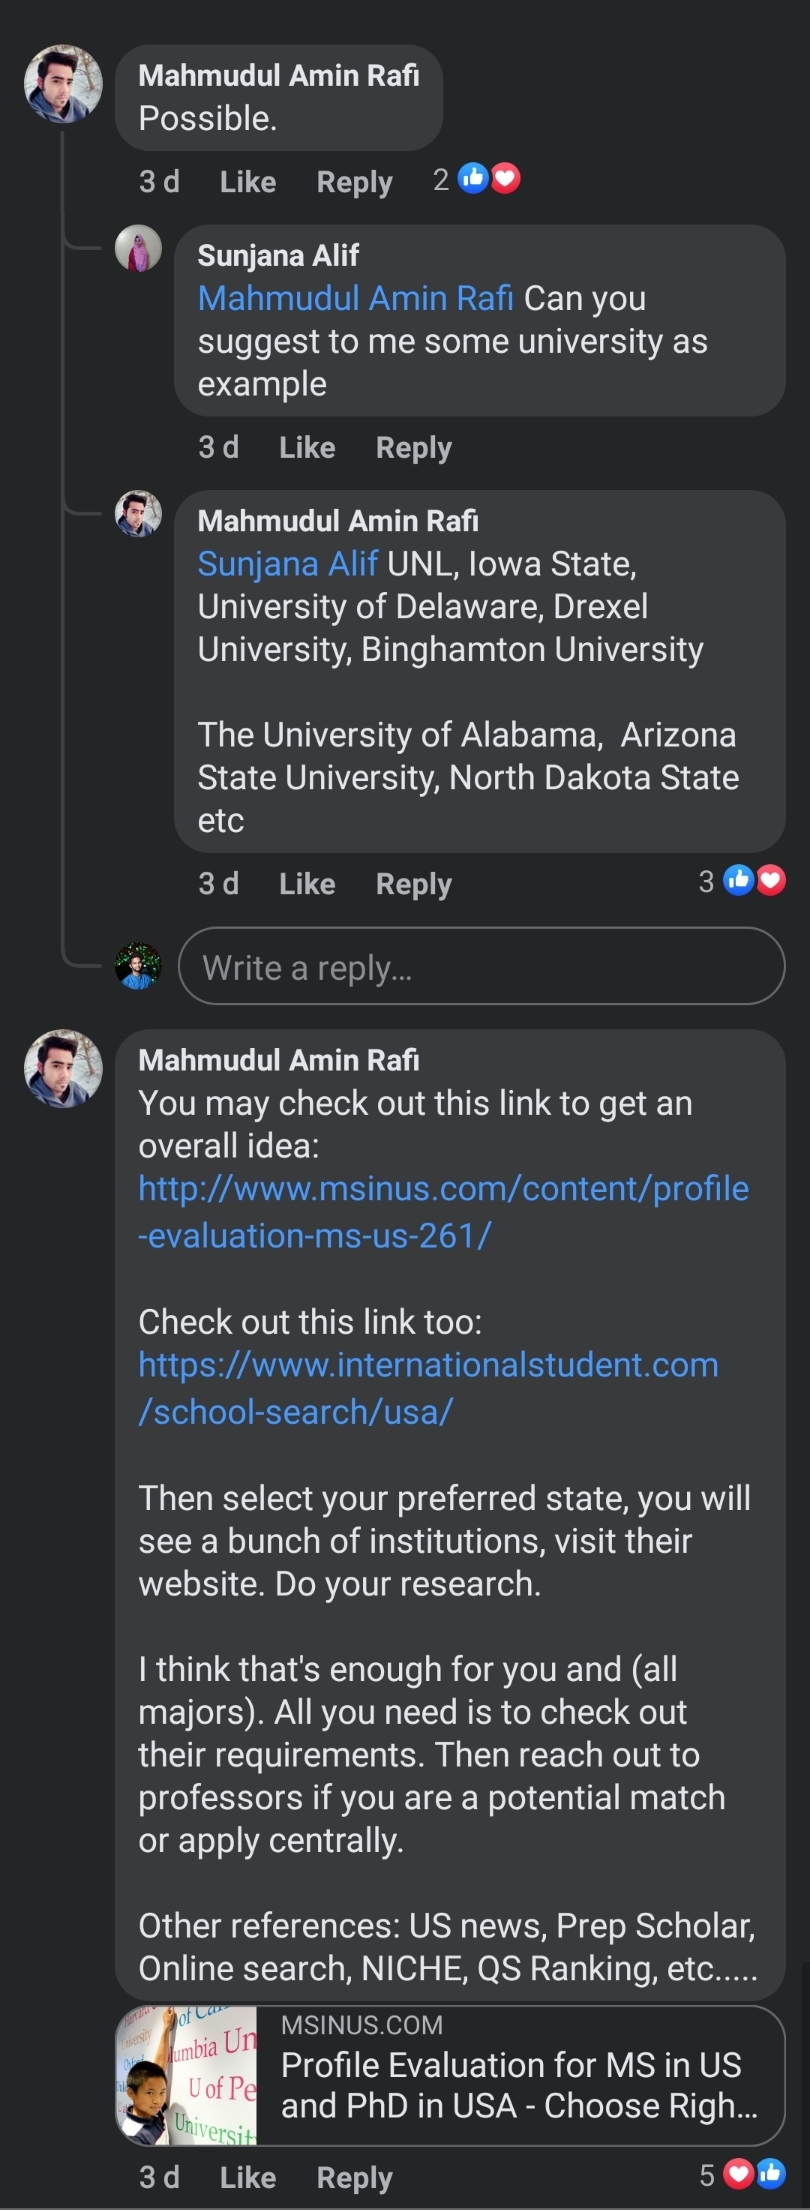 Mahmudul Amin Rafi
Possible.
3 d Like Reply 2
Sunjana Alif
Mahmudul Amin Rafi Can you
suggest to me some university as
example
3 d Like Reply
Mahmudul Amin Rafi
Sunjana Alif UNL, Iowa State,
University of Delaware, Drexel
University, Binghamton University
The University of Alabama, Arizona
State University, North Dakota State
etc
3 d Like Reply 3
Write a reply...
Mahmudul Amin Rafi
You may check out this link to get an
overall idea:
http://www.msinus.com/content/profile
-evaluation-ms-us-261/
Check out this link too:
https://www.internationalstudent.com
/school-search/usa/
Then select your preferred state, you will
see a bunch of institutions, visit their
website. Do your research.
I think that's enough for you and (all
majors). All you need is to check out
their requirements. Then reach out to
professors if you are a potential match
or apply centrally.
Other references: US news, Prep Scholar,
Online search, NICHE, QS Ranking, etc.....
of
umbia Un
U of Pe
Universit
MSINUS.COM
Profile Evaluation for MS in US
and PhD in USA - Choose Righ...
3 d Like Reply 5